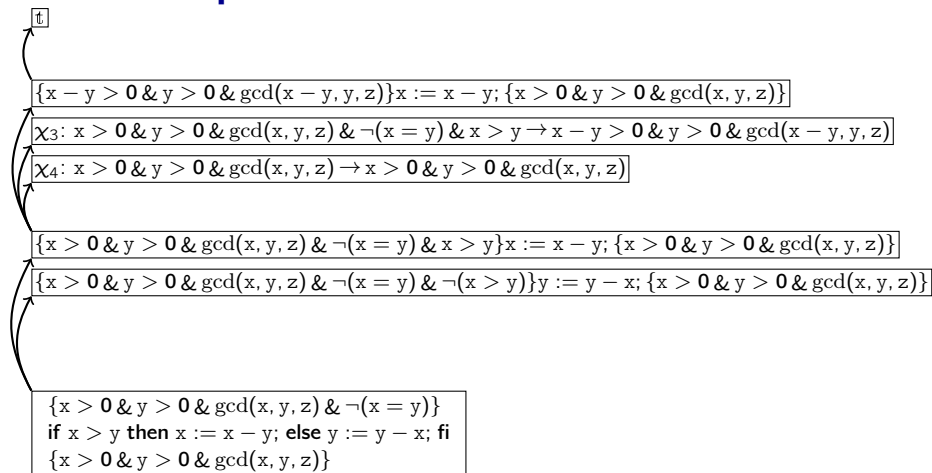 𝕥
{x − y > 0 & y > 0 & gcd(x − y, y, z)}x := x − y; {x > 0 & y > 0 & gcd(x, y, z)}
χ₃: x > 0 & y > 0 & gcd(x, y, z) & ¬(x = y) & x > y → x − y > 0 & y > 0 & gcd(x − y, y, z)
χ₄: x > 0 & y > 0 & gcd(x, y, z) → x > 0 & y > 0 & gcd(x, y, z)
{x > 0 & y > 0 & gcd(x, y, z) & ¬(x = y) & x > y}x := x − y; {x > 0 & y > 0 & gcd(x, y, z)}
{x > 0 & y > 0 & gcd(x, y, z) & ¬(x = y) & ¬(x > y)}y := y − x; {x > 0 & y > 0 & gcd(x, y, z)}
{x > 0 & y > 0 & gcd(x, y, z) & ¬(x = y)}
if x > y then x := x − y; else y := y − x; fi
{x > 0 & y > 0 & gcd(x, y, z)}